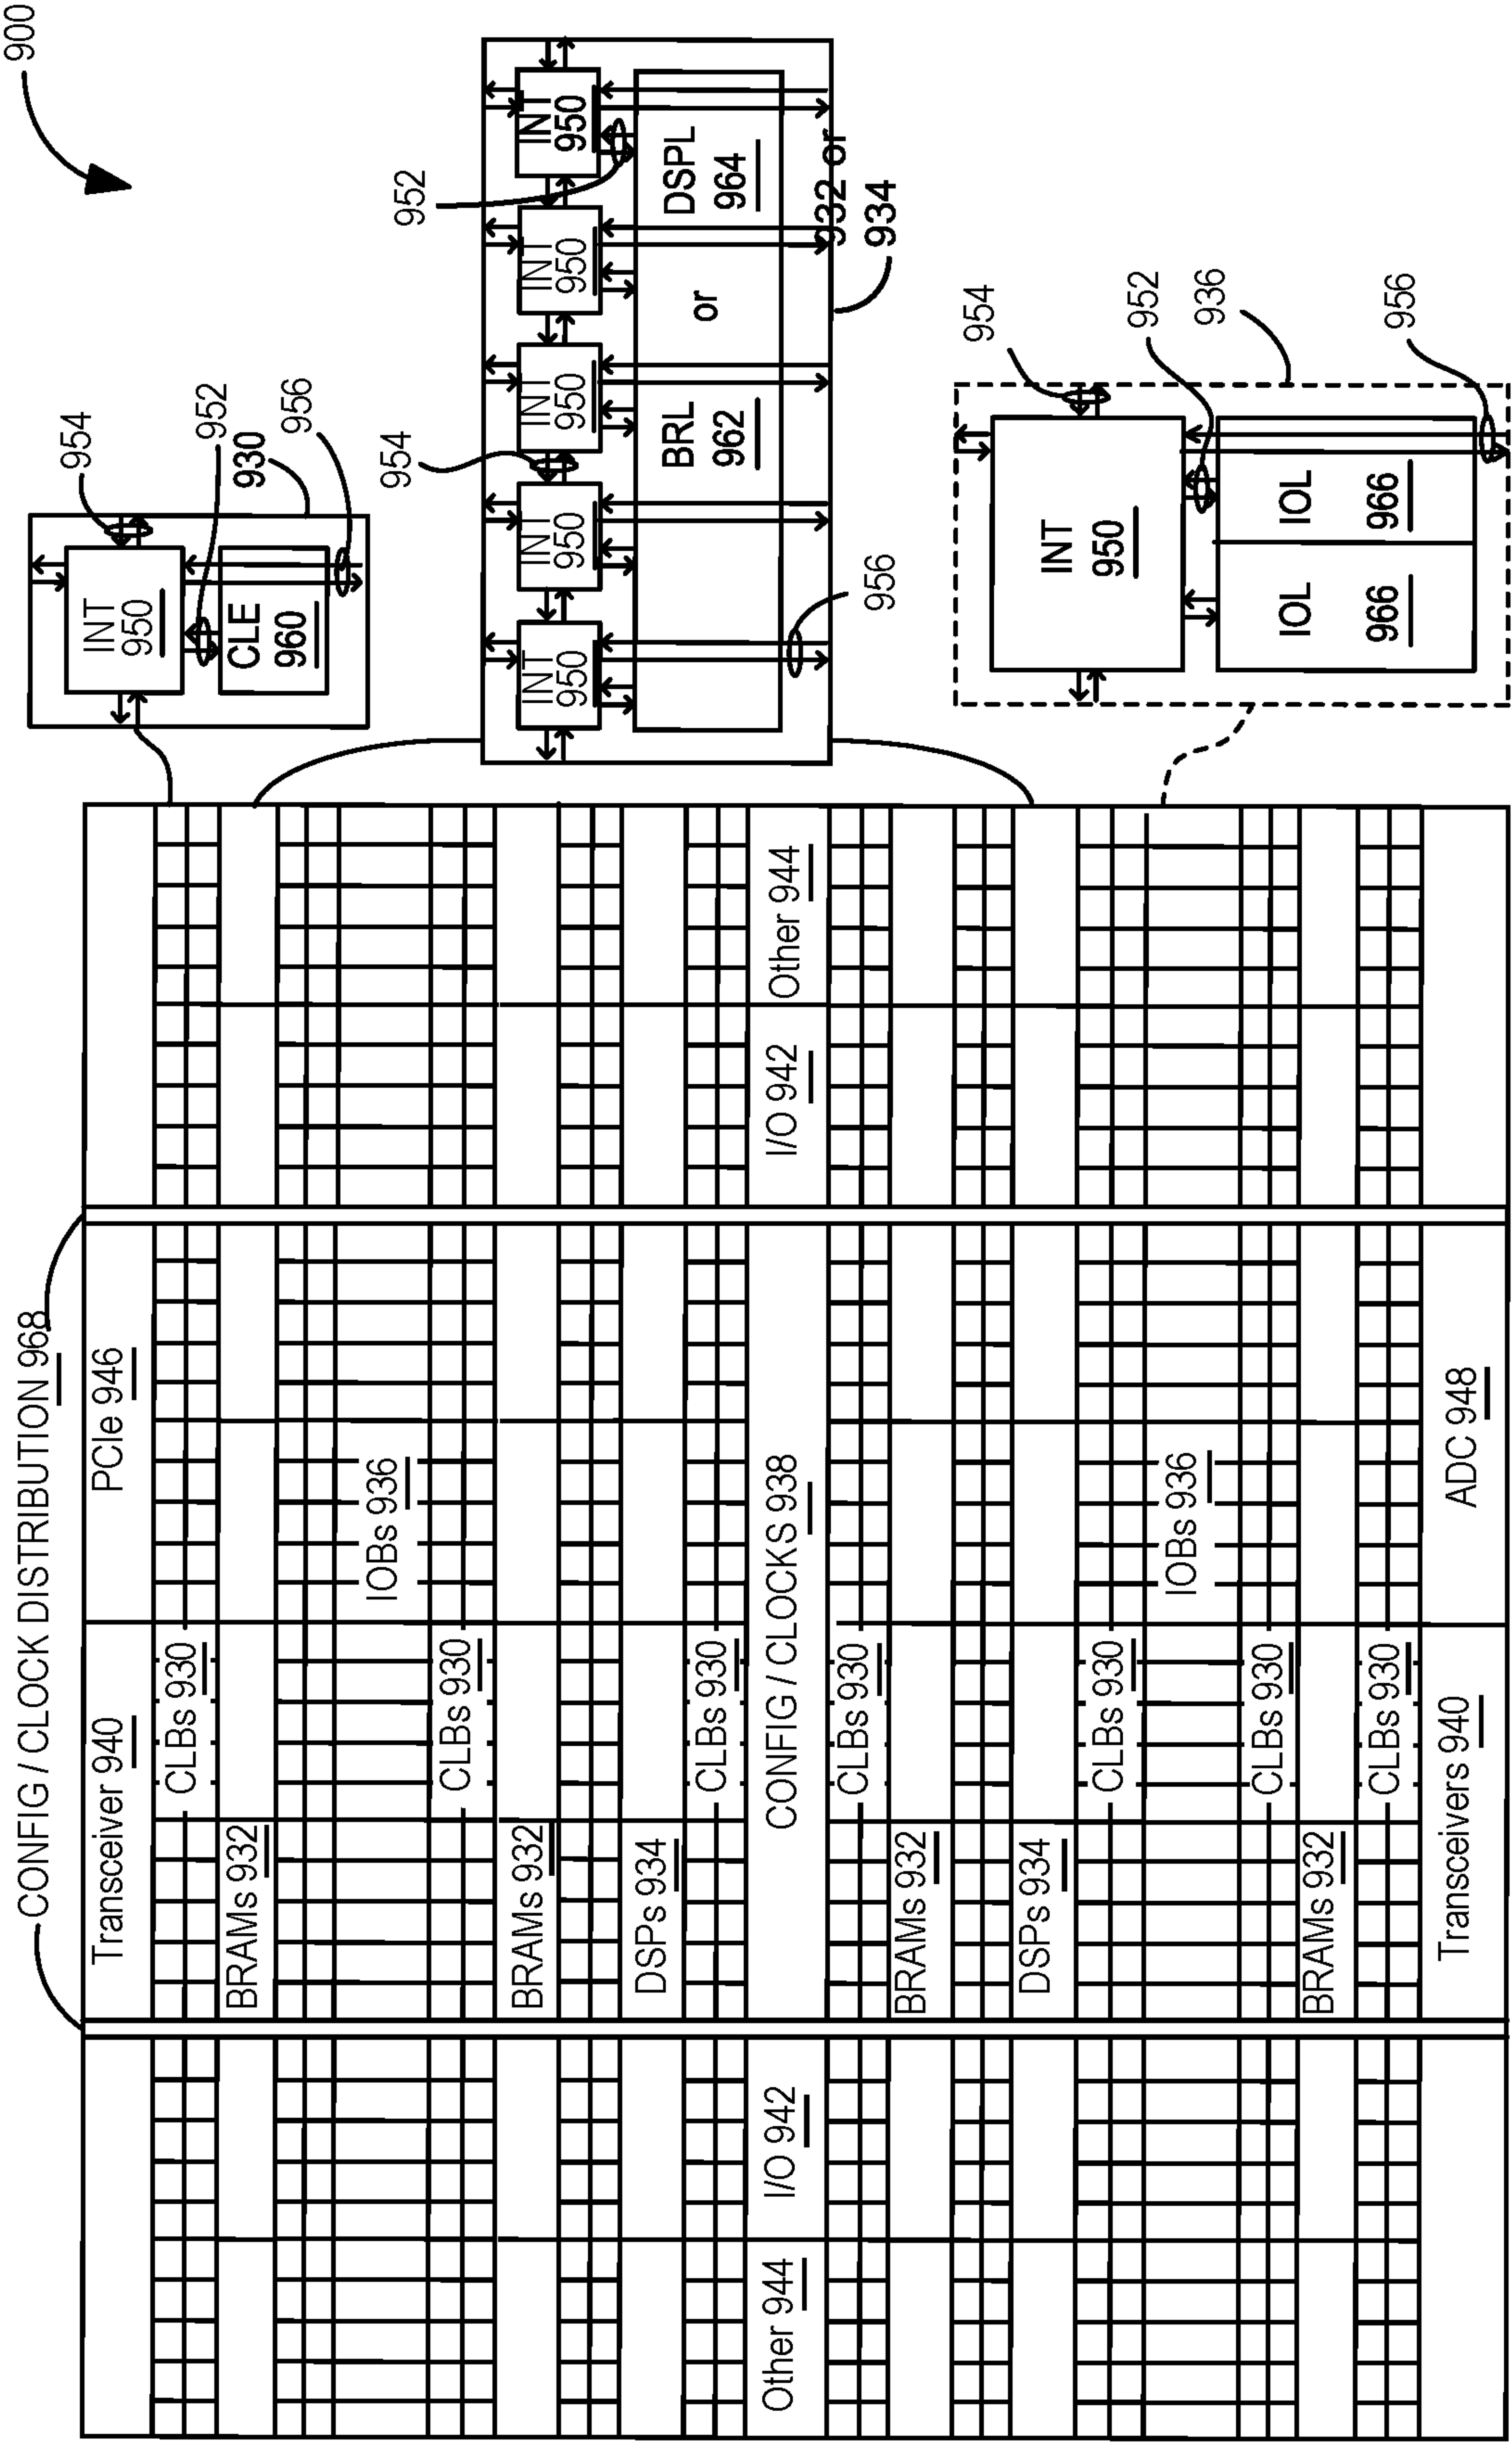 900
CONFIG / CLOCK DISTRIBUTION 968
Transceiver 940
PCIe 946
CLBs 930
BRAMs 932
IOBs 936
CLBs 930
BRAMs 932
DSPs 934
CLBs 930
Other 944
I/O 942
CONFIG / CLOCKS 938
I/O 942
Other 944
CLBs 930
BRAMs 932
DSPs 934
CLBs 930
IOBs 936
CLBs 930
BRAMs 932
CLBs 930
Transceivers 940
ADC 948
954
952
930
956
INT
950
CLE
960
952
954
INT
950
INT
950
INT
950
INT
950
INT
950
BRL
962
or
DSPL
964
932 or
934
956
954
952
936
956
INT
950
IOL
966
IOL
966